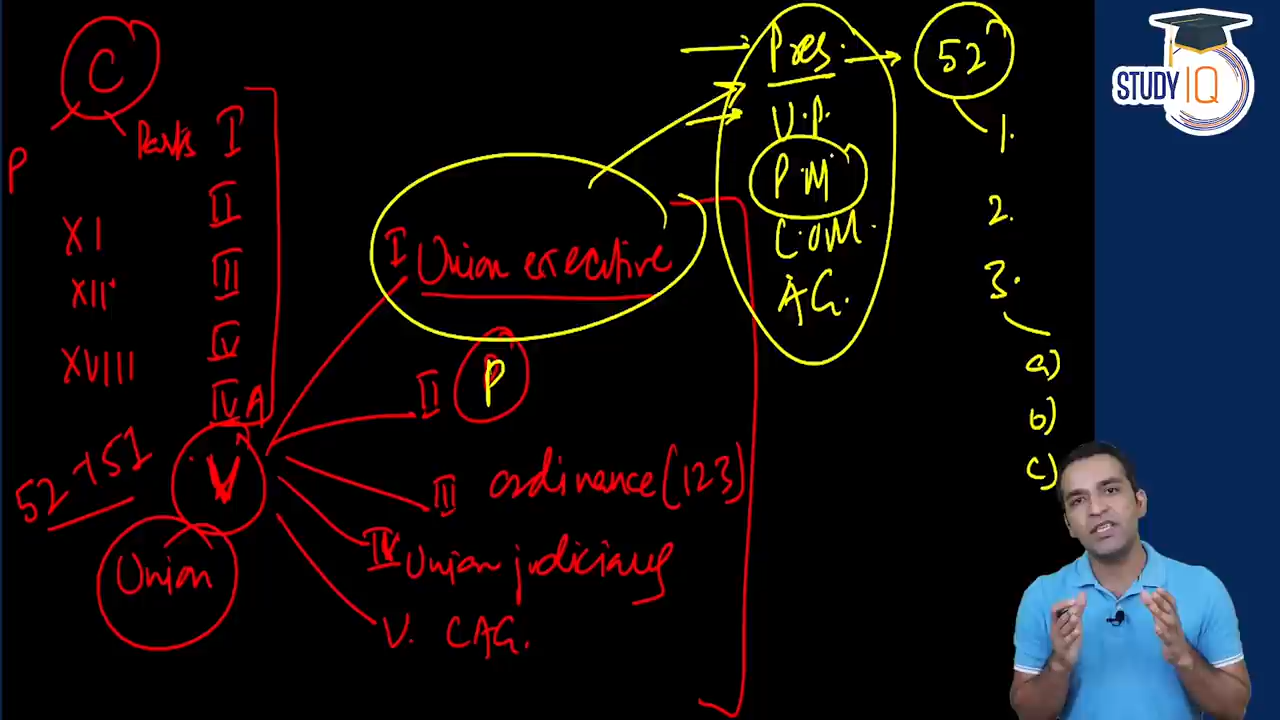 C
P
Parts I
II
III
IV
IVA
XI
XII
XVIII
52 → 151
V
Union
I Union executive
II P
III ordinance (123)
IV Union judiciary
V. CAG.
Pres.
V.P.
P.M.
C.O.M.
A.G.
52
1.
2.
3.
a)
b)
c)
STUDY IQ